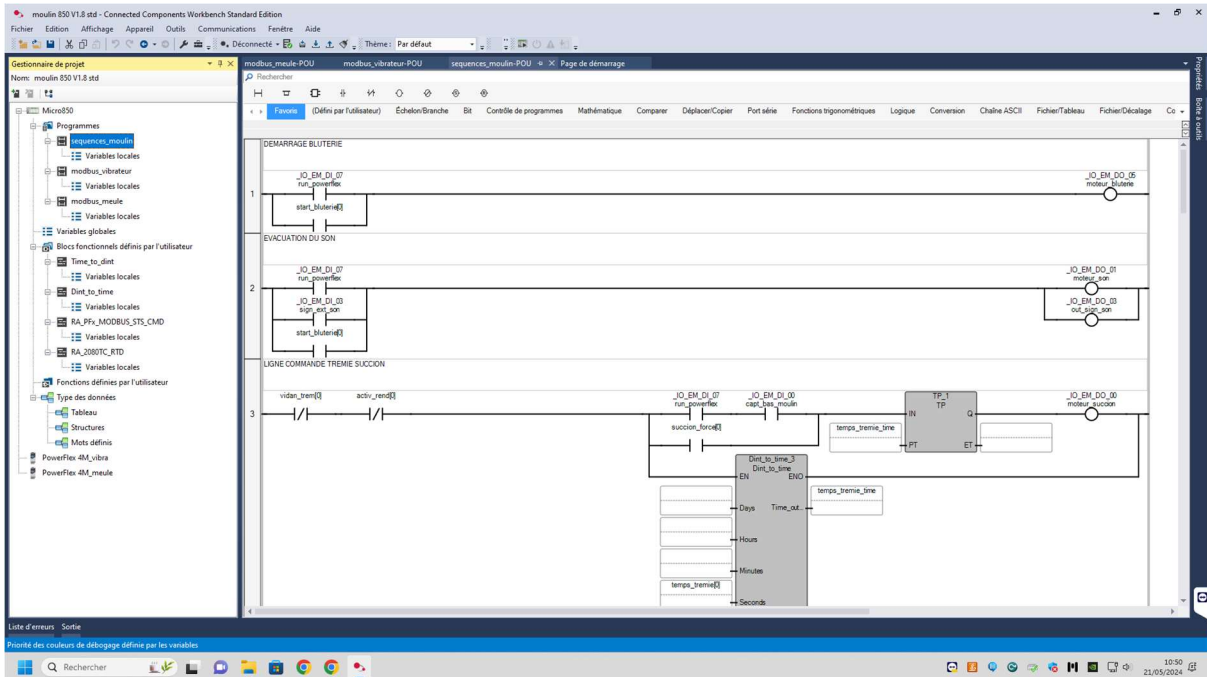 moulin 850 V1.8 std - Connected Components Workbench Standard Edition
Fichier Edition Affichage Appareil Outils Communications Fenêtre Aide
Déconnecté Thème : Par défaut
Gestionnaire de projet
Nom: moulin 850 V1.8 std
Micro850
Programmes
sequences_moulin
Variables locales
modbus_vibrateur
Variables locales
modbus_meule
Variables locales
Variables globales
Blocs fonctionnels définis par l'utilisateur
Time_to_dint
Variables locales
Dint_to_time
Variables locales
RA_PFx_MODBUS_STS_CMD
Variables locales
RA_2080TC_RTD
Variables locales
Fonctions définies par l'utilisateur
Type des données
Tableau
Structures
Mots définis
PowerFlex 4M_vibra
PowerFlex 4M_meule
modbus_meule-POU modbus_vibrateur-POU sequences_moulin-POU Page de démarrage
Rechercher
Favoris (Défini par l'utilisateur) Échelon/Branche Bit Contrôle de programmes Mathématique Comparer Déplacer/Copier Port série Fonctions trigonométriques Logique Conversion Chaîne ASCII Fichier/Tableau Fichier/Décalage Co
DEMARRAGE BLUTERIE
_IO_EM_DI_07 _IO_EM_DO_05
run_powerflex moteur_bluterie
1
start_bluterie[0]
EVACUATION DU SON
_IO_EM_DI_07 _IO_EM_DO_01
run_powerflex moteur_son
2
_IO_EM_DI_03 _IO_EM_DO_03
sign_ext_son out_sign_son
start_bluterie[0]
LIGNE COMMANDE TREMIE SUCCION
vidan_trem[0] activ_rend[0] _IO_EM_DI_07 _IO_EM_DI_00 TP_1 _IO_EM_DO_00
run_powerflex capt_bas_moulin TP moteur_succion
3 IN Q
succion_force[0] temps_tremie_time
PT ET
Dint_to_time_3
Dint_to_time
EN ENO
temps_tremie_time
Days Time_out..
Hours
Minutes
temps_tremie[0]
Seconds
Propriétés
Boîte à outils
Liste d'erreurs Sortie
Priorité des couleurs de débogage définie par les variables
Rechercher
10:50
21/05/2024